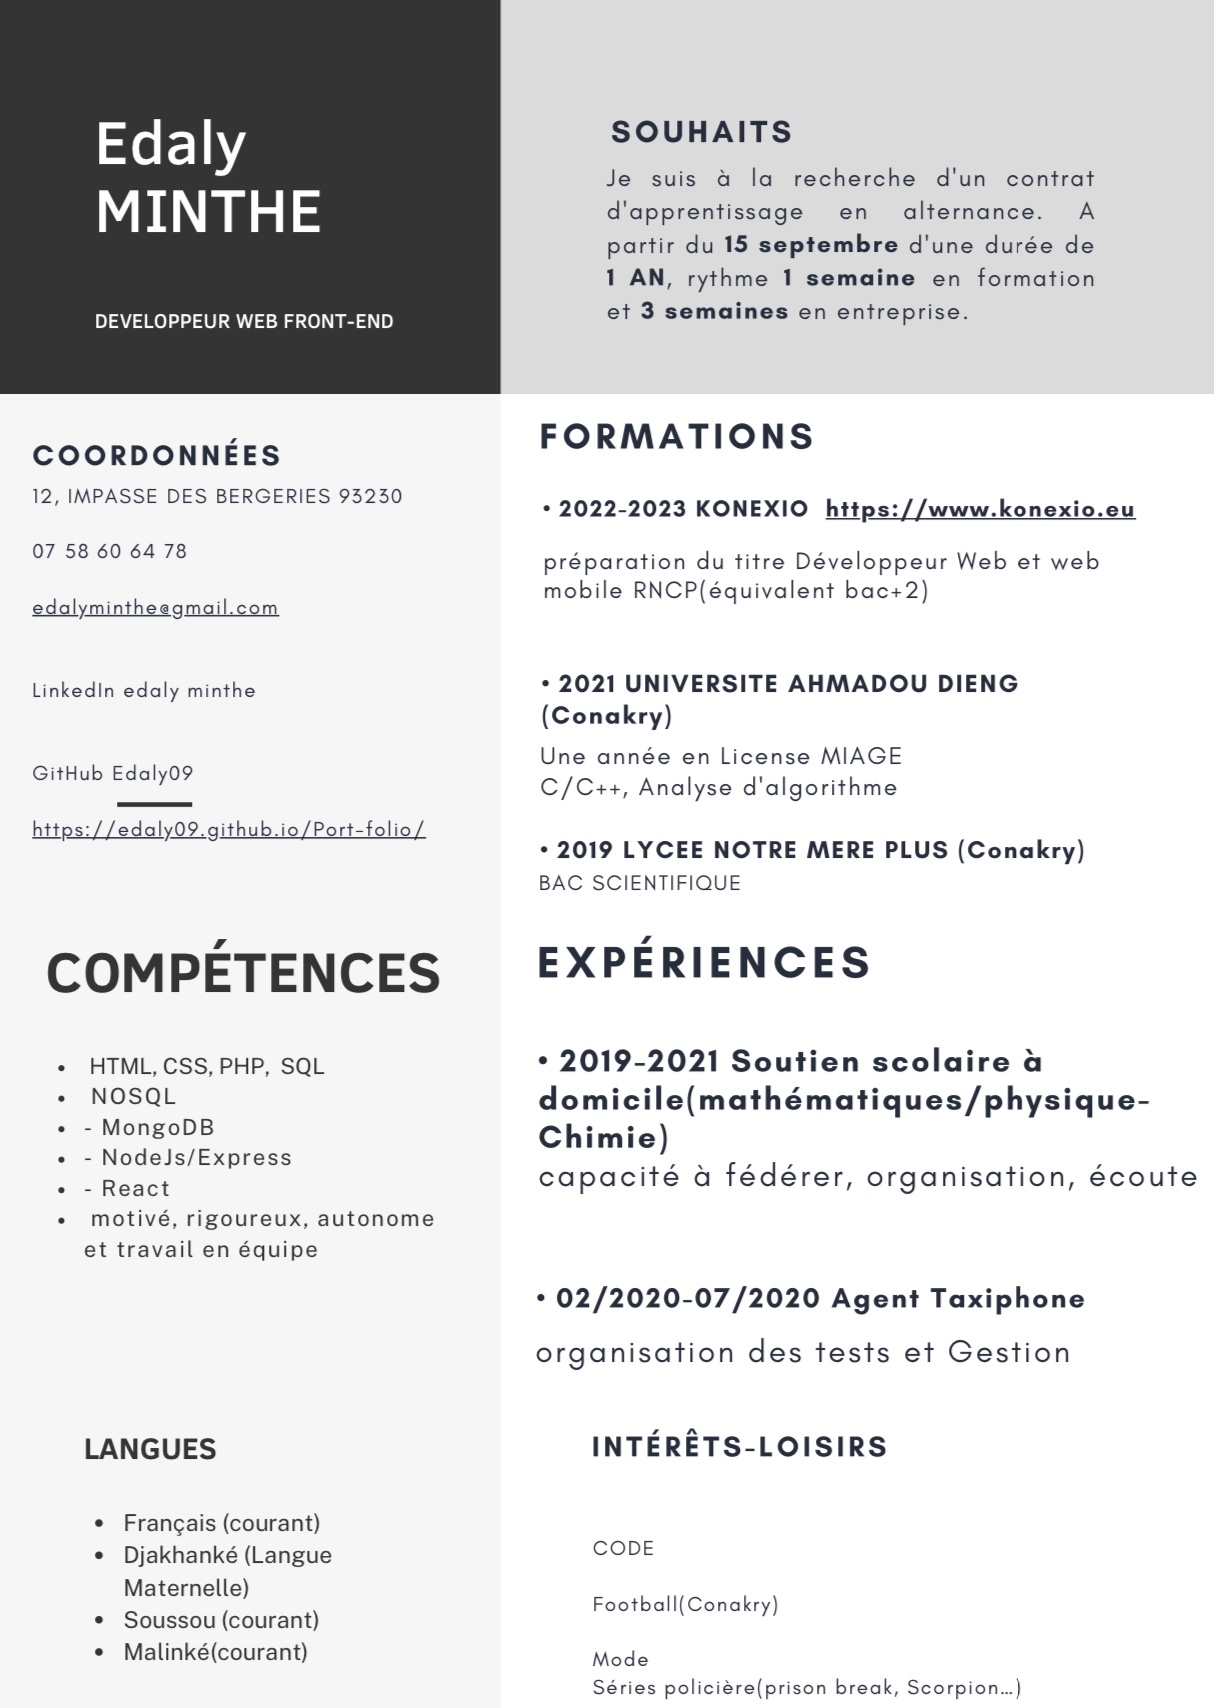 Edaly
MINTHE
DEVELOPPEUR WEB FRONT-END
SOUHAITS
Je suis à la recherche d'un contrat
d'apprentissage en alternance. A
partir du 15 septembre d'une durée de
1 AN, rythme 1 semaine en formation
et 3 semaines en entreprise.
COORDONNÉES
12, IMPASSE DES BERGERIES 93230
07 58 60 64 78
edalyminthe@gmail.com
LinkedIn edaly minthe
GitHub Edaly09
https://edaly09.github.io/Port-folio/
COMPÉTENCES
• HTML, CSS, PHP, SQL
• NOSQL
• - MongoDB
• - NodeJs/Express
• - React
• motivé, rigoureux, autonome
et travail en équipe
LANGUES
• Français (courant)
• Djakhanké (Langue
Maternelle)
• Soussou (courant)
• Malinké(courant)
FORMATIONS
• 2022-2023 KONEXIO https://www.konexio.eu
préparation du titre Développeur Web et web
mobile RNCP(équivalent bac+2)
• 2021 UNIVERSITE AHMADOU DIENG
(Conakry)
Une année en License MIAGE
C/C++, Analyse d'algorithme
• 2019 LYCEE NOTRE MERE PLUS (Conakry)
BAC SCIENTIFIQUE
EXPÉRIENCES
• 2019-2021 Soutien scolaire à
domicile(mathématiques/physique-
Chimie)
capacité à fédérer, organisation, écoute
• 02/2020-07/2020 Agent Taxiphone
organisation des tests et Gestion
INTÉRÊTS-LOISIRS
CODE
Football(Conakry)
Mode
Séries policière(prison break, Scorpion...)